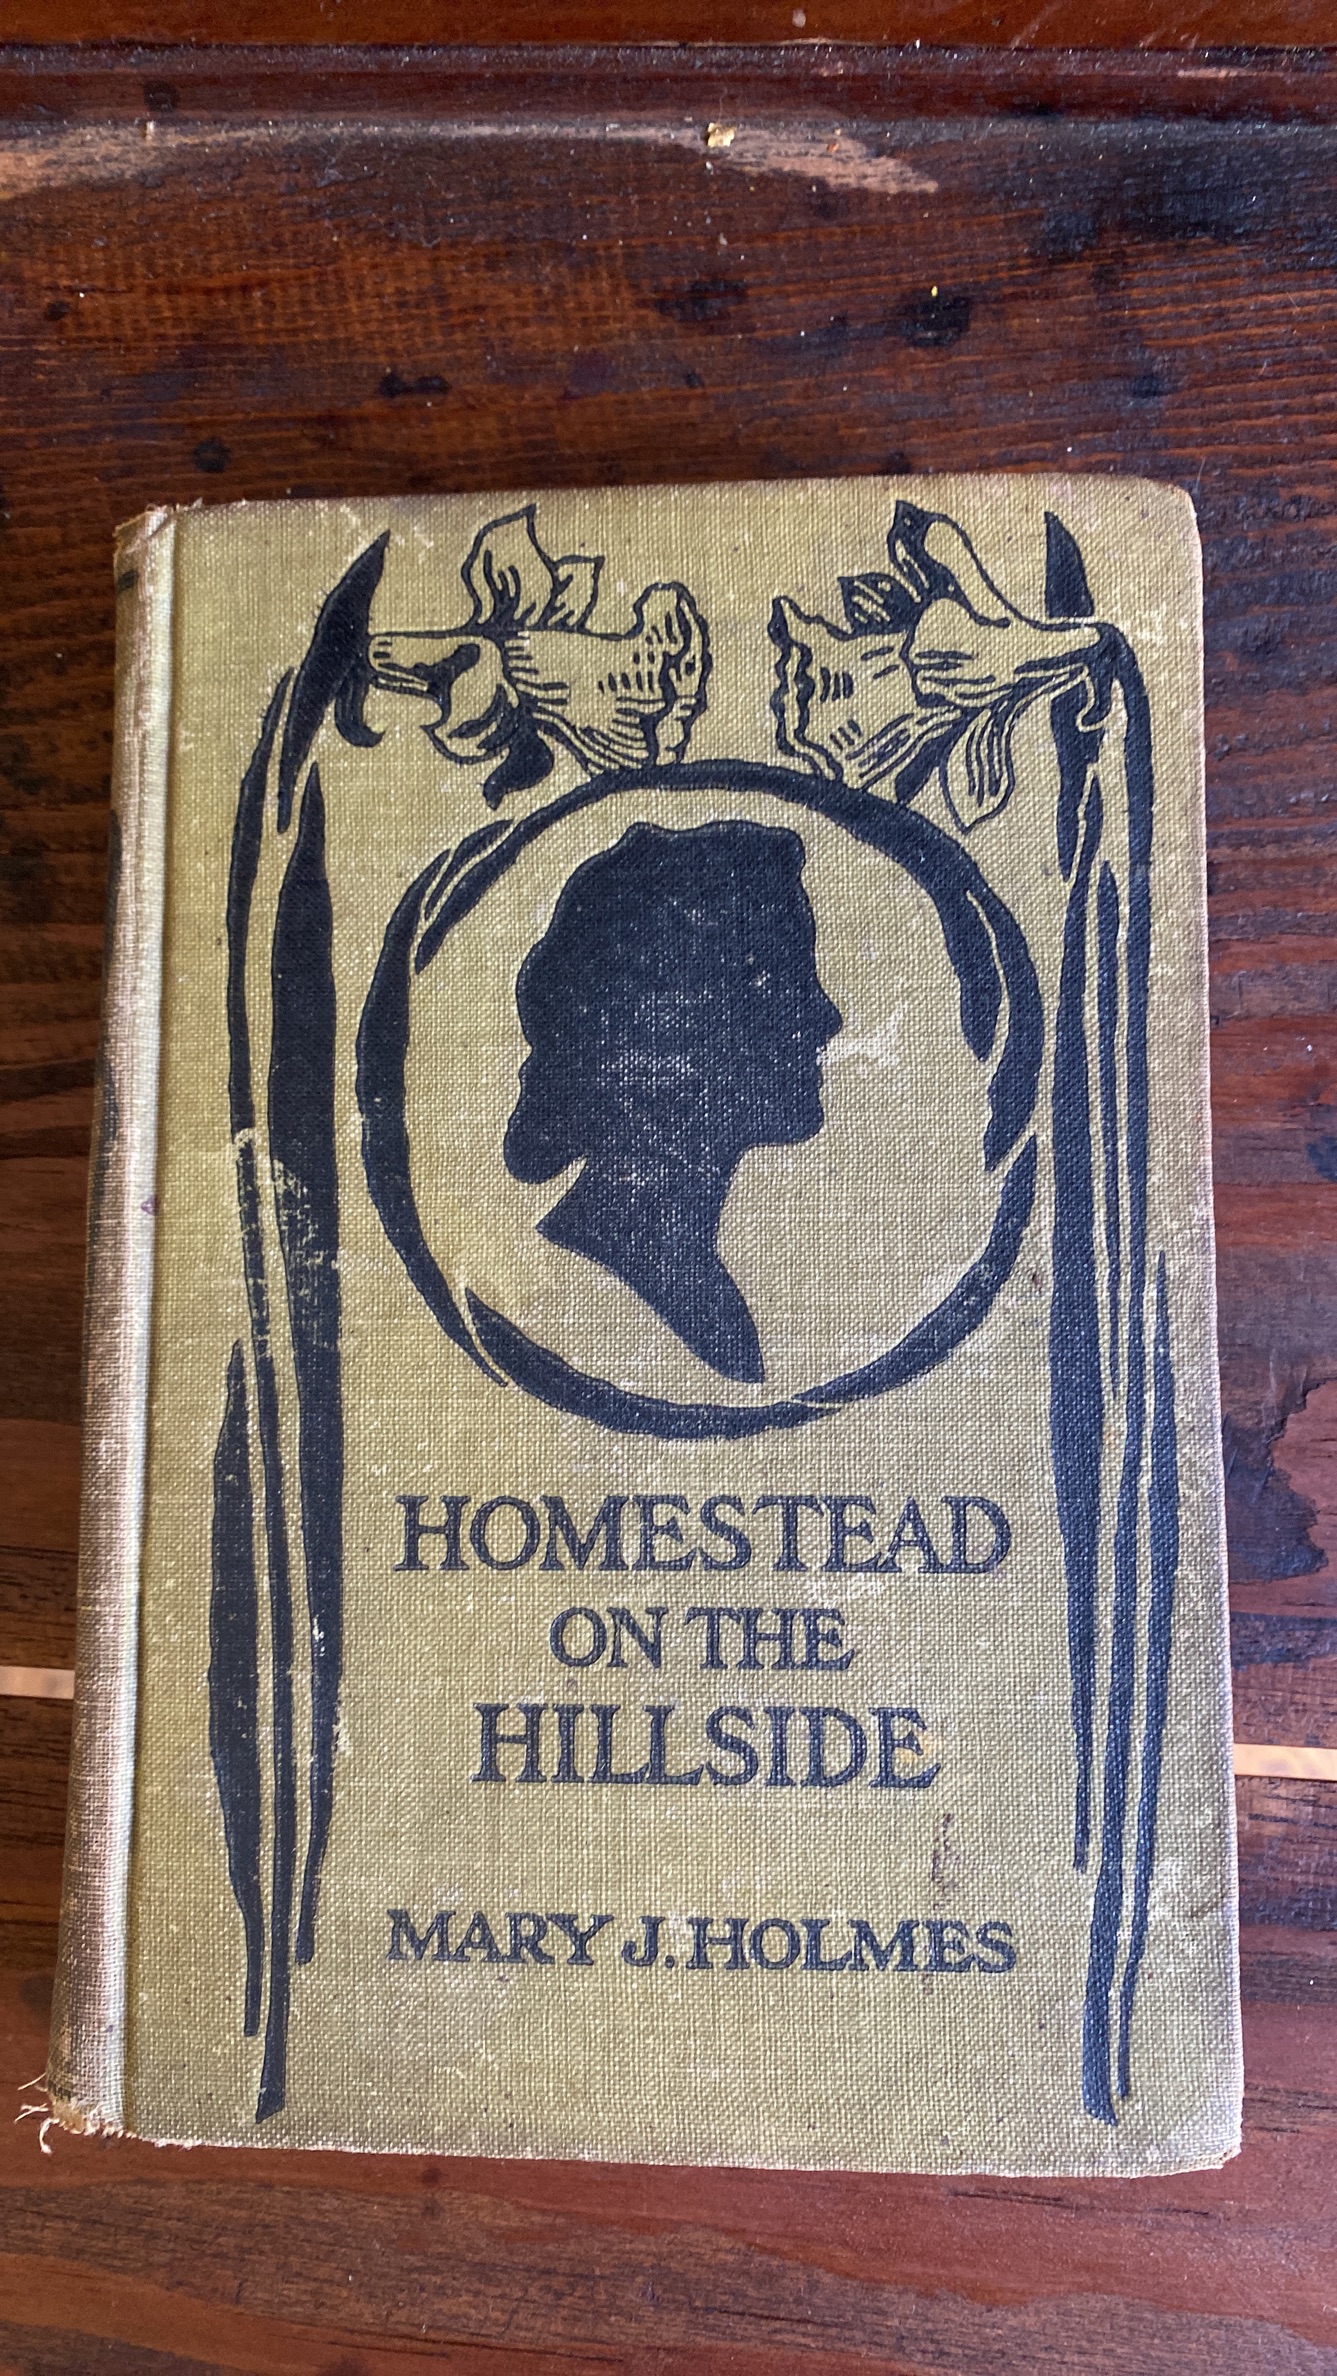 HOMESTEAD
ON THE
HILLSIDE
MARY J. HOLMES